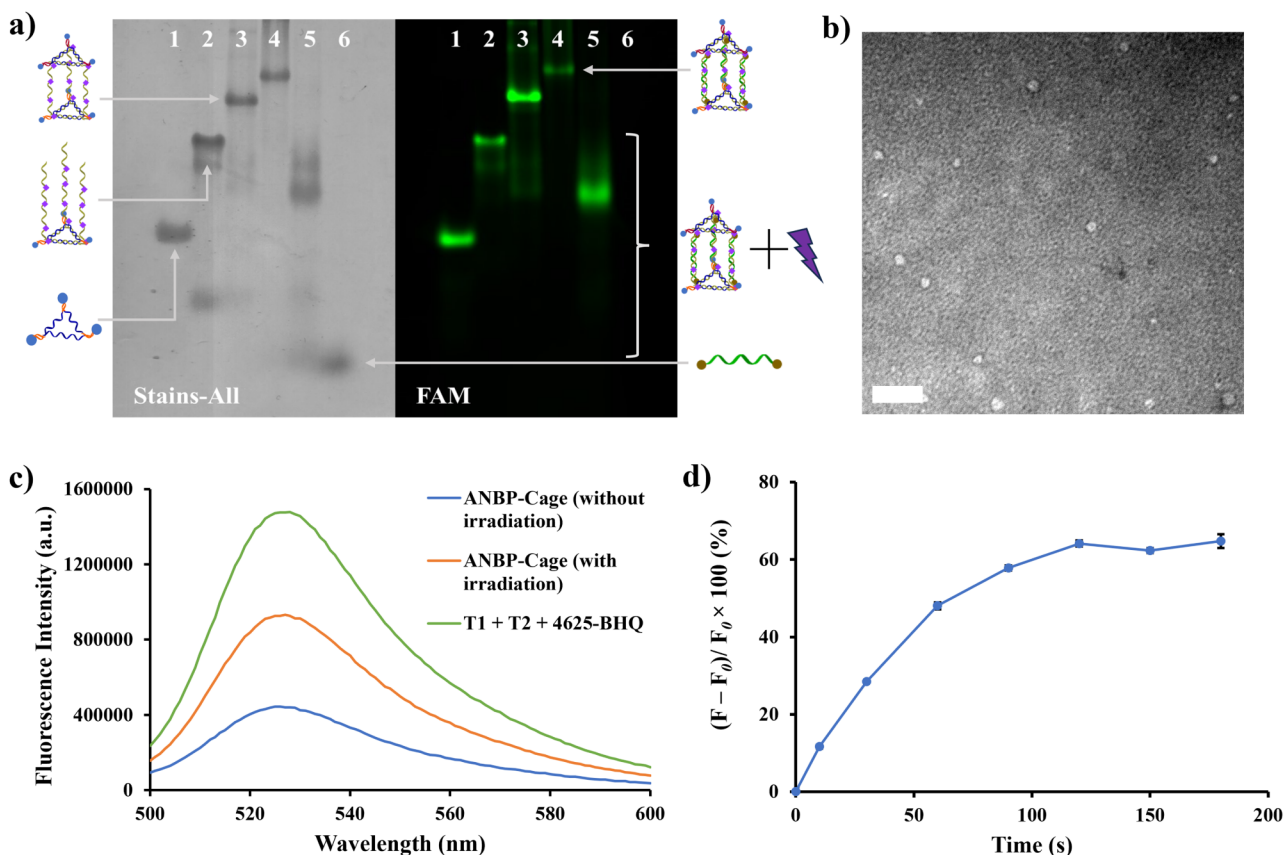 a)
1 2 3 4 5 6
1 2 3 4 5 6
Stains-All
FAM
b)
c)
Fluorescence Intensity (a.u.)
1600000
1200000
800000
400000
0
500 520 540 560 580 600
Wavelength (nm)
ANBP-Cage (without
irradiation)
ANBP-Cage (with
irradiation)
T1 + T2 + 4625-BHQ
d)
(F – F0)/ F0 × 100 (%)
80
60
40
20
0
0 50 100 150 200
Time (s)